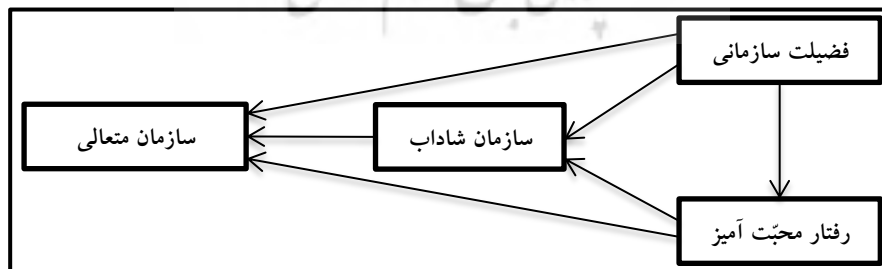 فضیلت سازمانی
سازمان شاداب
سازمان متعالی
رفتار محبّت آمیز